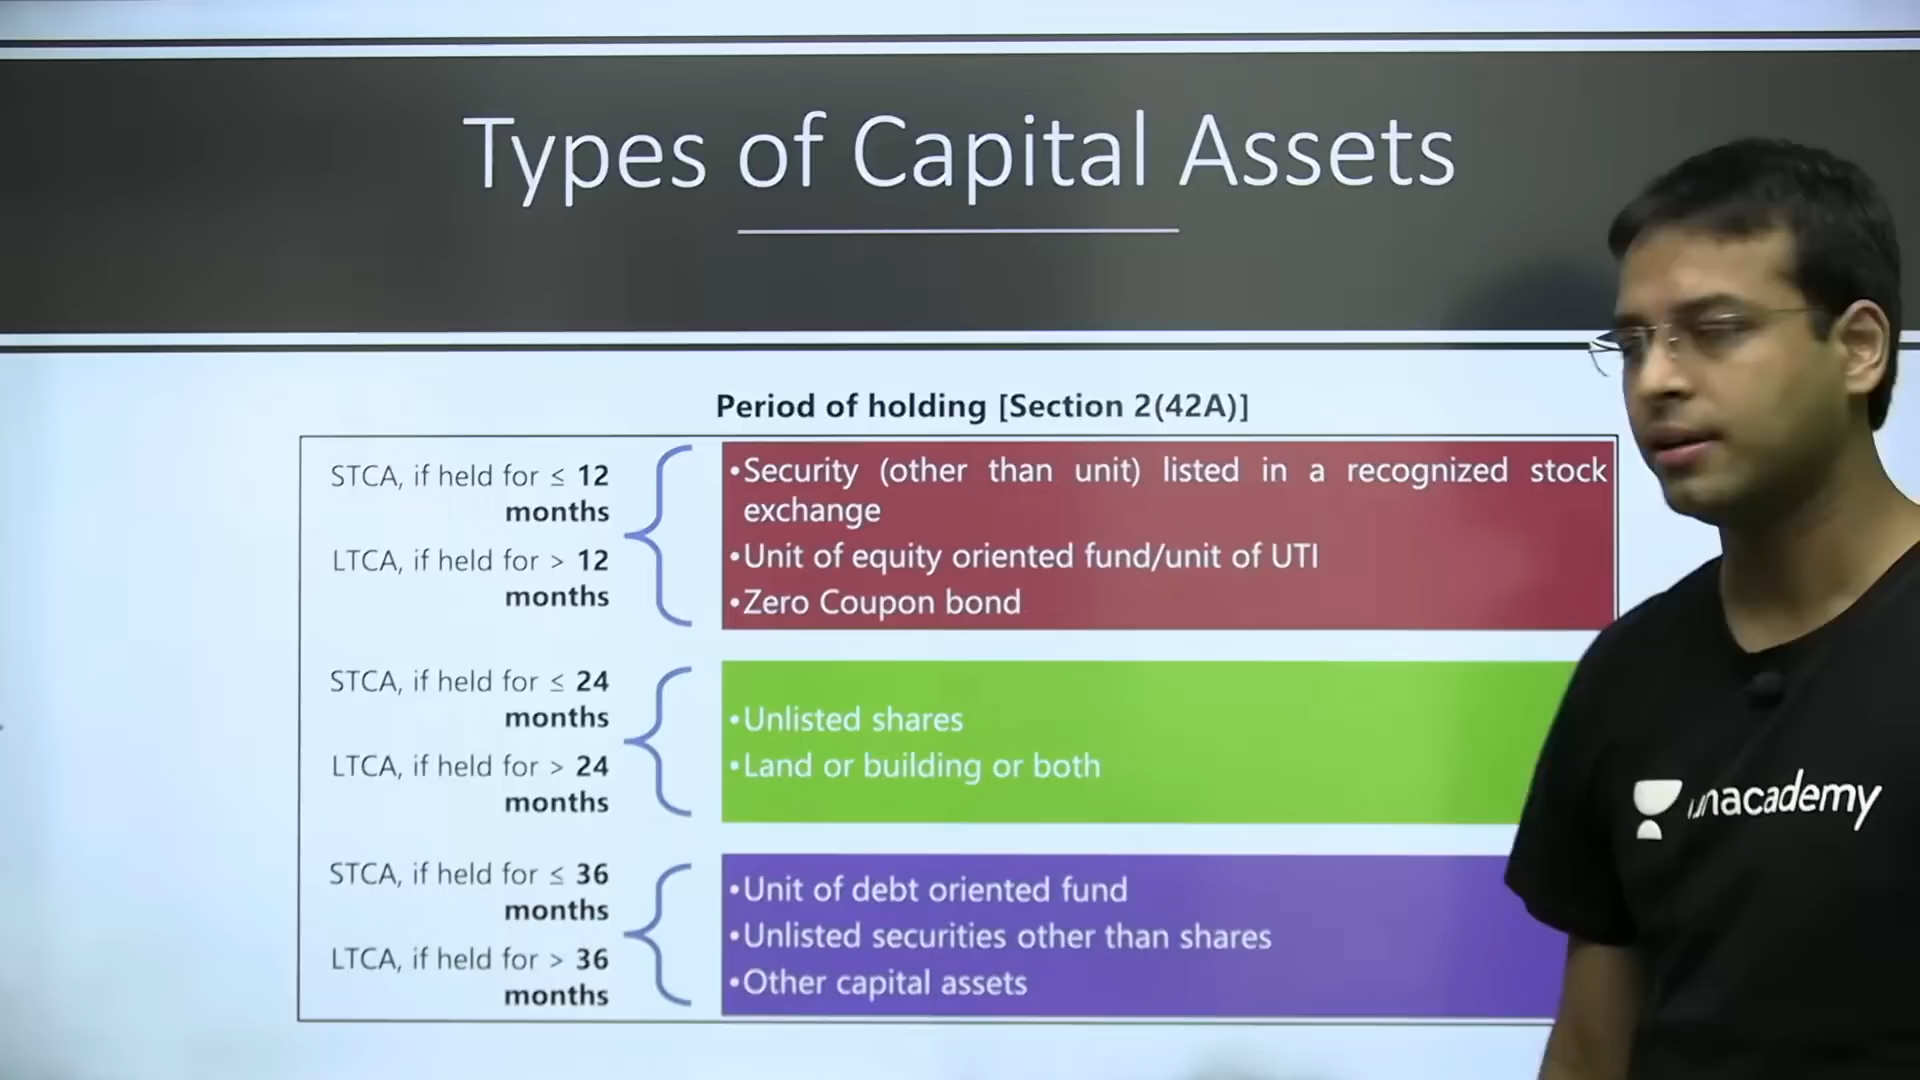 Types of Capital Assets
Period of holding [Section 2(42A)]
STCA, if held for ≤ 12
months
LTCA, if held for > 12
months
•Security (other than unit) listed in a recognized stock
exchange
•Unit of equity oriented fund/unit of UTI
•Zero Coupon bond
STCA, if held for ≤ 24
months
LTCA, if held for > 24
months
•Unlisted shares
•Land or building or both
STCA, if held for ≤ 36
months
LTCA, if held for > 36
months
•Unit of debt oriented fund
•Unlisted securities other than shares
•Other capital assets
unacademy